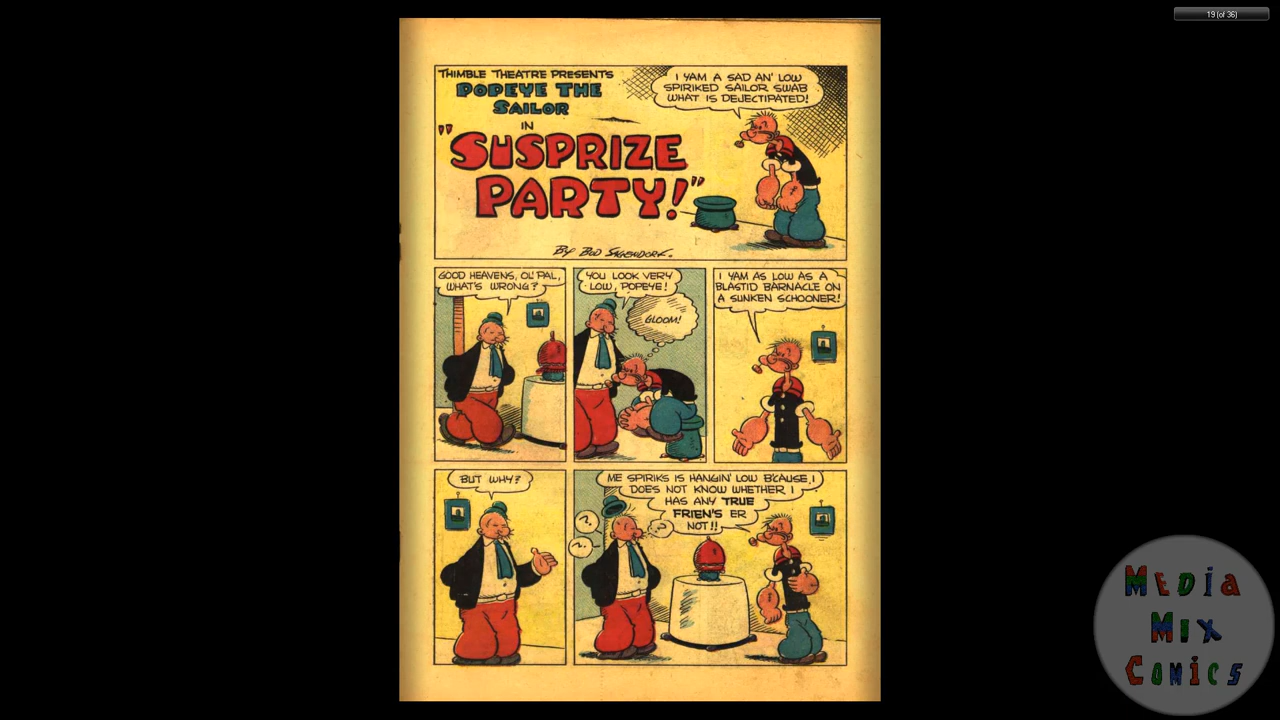 19 (of 36)
THIMBLE THEATRE PRESENTS
POPEYE THE
SAILOR
IN
"SUSPRIZE
PARTY!"
BY BUD SAGENDORF.
I YAM A SAD AN' LOW
SPIRIKED SAILOR SWAB
WHAT IS DEJECTIPATED!
GOOD HEAVENS, OL' PAL,
WHAT'S WRONG?
YOU LOOK VERY
LOW, POPEYE!
GLOOM!
I YAM AS LOW AS A
BLASTID BARNACLE ON
A SUNKEN SCHOONER!
BUT WHY?
ME SPIRIKS IS HANGIN' LOW B'CAUSE, I
DOES NOT KNOW WHETHER I
HAS ANY TRUE
FRIEN'S ER
NOT!!
?
?
?
MEDIA
MIX
COMICS